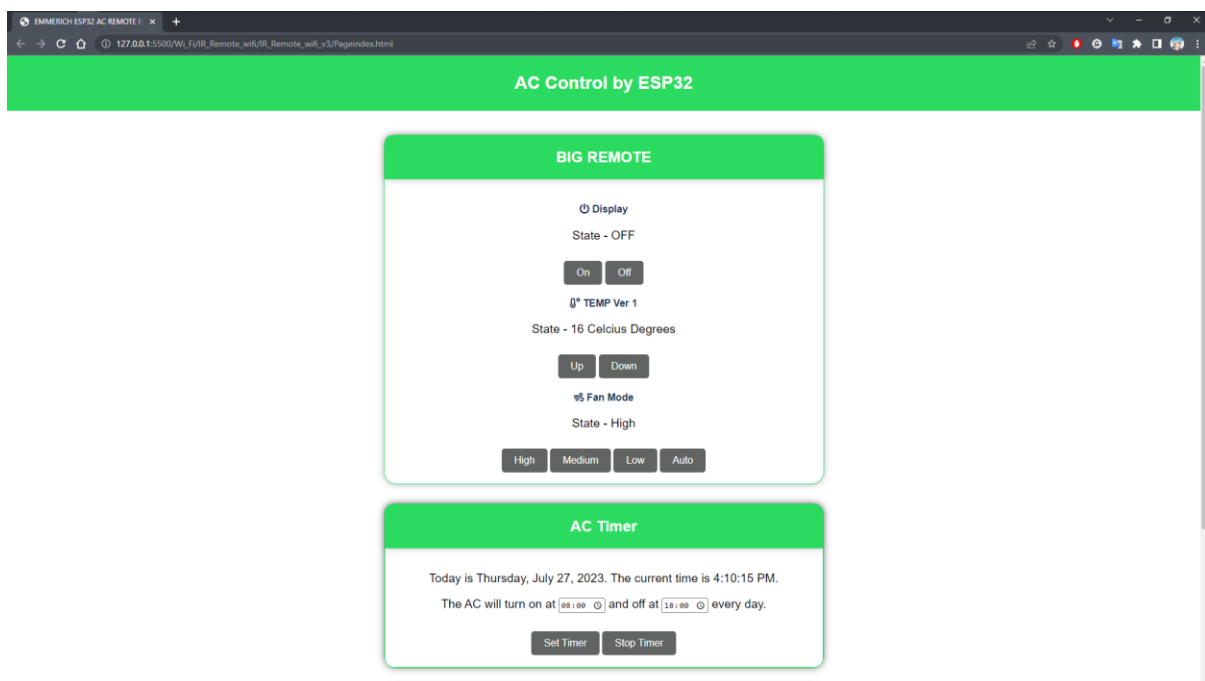 EMMERICH ESP32 AC REMOTE
127.0.0.1:5500/Wi_Fi/IR_Remote_wifi/IR_Remote_wifi_v3/Pageindex.html
AC Control by ESP32
BIG REMOTE
Display
State - OFF
On Off
TEMP Ver 1
State - 16 Celcius Degrees
Up Down
Fan Mode
State - High
High Medium Low Auto
AC Timer
Today is Thursday, July 27, 2023. The current time is 4:10:15 PM.
The AC will turn on at 08:00 and off at 18:00 every day.
Set Timer Stop Timer